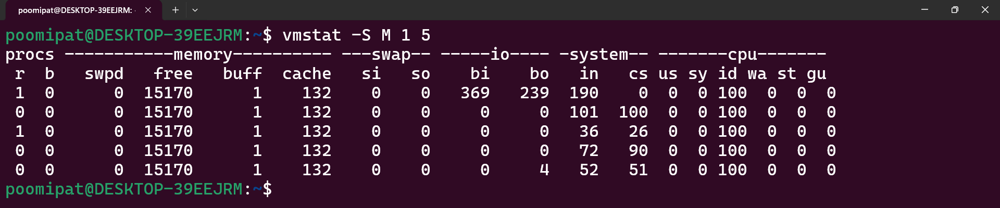 poomipat@DESKTOP-39EEJRM: ~
poomipat@DESKTOP-39EEJRM:~$ vmstat -S M 1 5
procs -----------memory---------- ---swap-- -----io---- -system-- -------cpu-------
 r  b   swpd   free   buff  cache   si   so    bi    bo   in   cs us sy id wa st gu
 1  0      0  15170      1    132    0    0   369   239  190    0  0  0 100  0  0  0
 0  0      0  15170      1    132    0    0     0     0  101  100  0  0 100  0  0  0
 1  0      0  15170      1    132    0    0     0     0   36   26  0  0 100  0  0  0
 0  0      0  15170      1    132    0    0     0     0   72   90  0  0 100  0  0  0
 0  0      0  15170      1    132    0    0     0     4   52   51  0  0 100  0  0  0
poomipat@DESKTOP-39EEJRM:~$